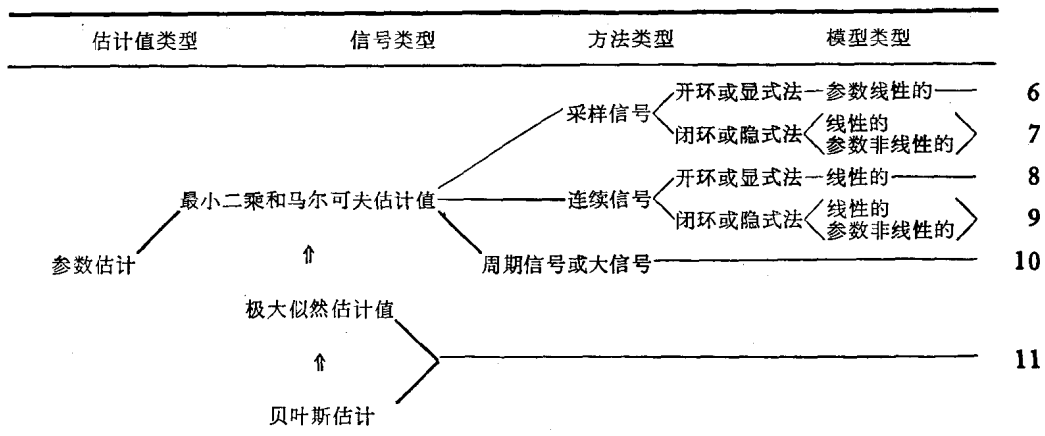 估计值类型 信号类型 方法类型 模型类型
开环或显式法 参数线性的 6
采样信号
闭环或隐式法 线性的 参数非线性的 7
开环或显式法 线性的 8
最小二乘和马尔可夫估计值 连续信号
闭环或隐式法 线性的 参数非线性的 9
参数估计 ⇑ 周期信号或大信号 10
极大似然估计值
⇑ 11
贝叶斯估计